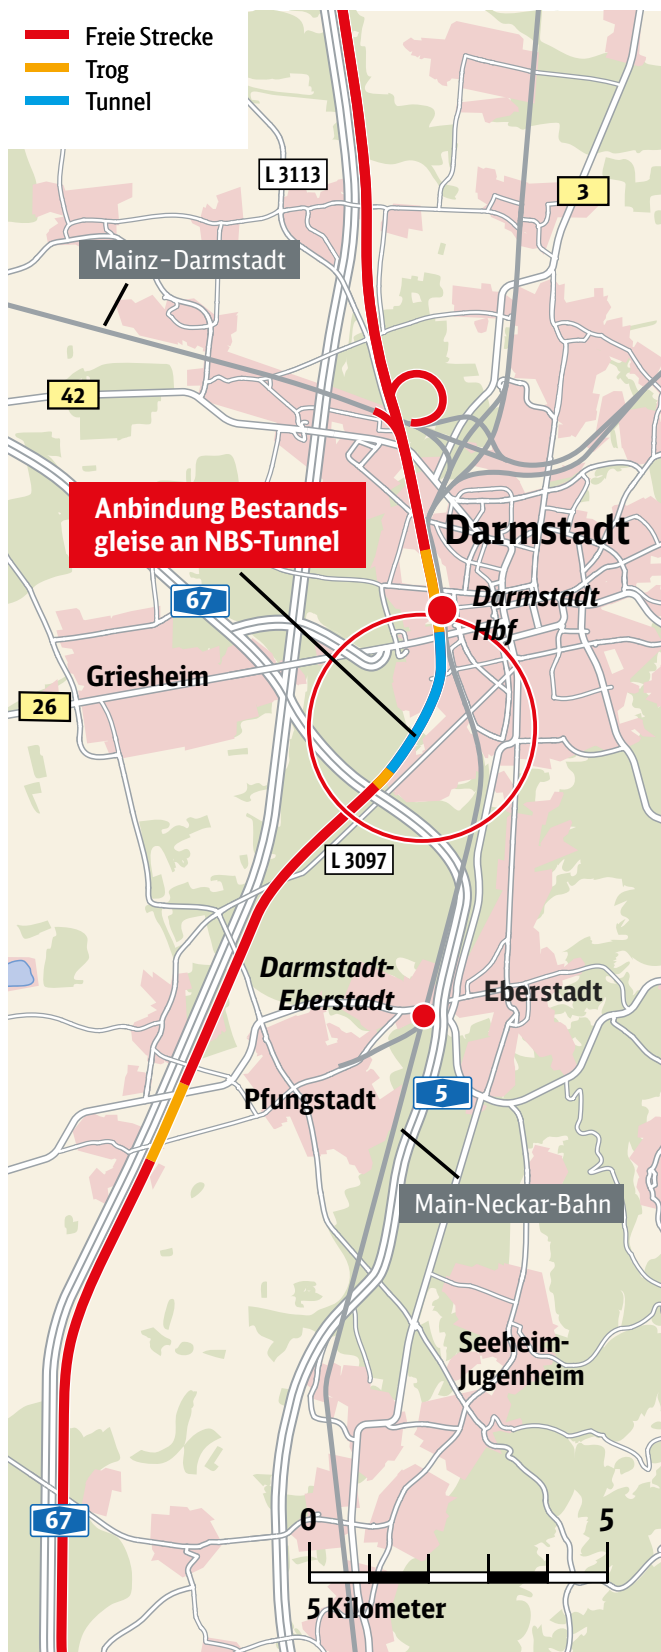 Freie Strecke
Trog
Tunnel
L 3113
3
Mainz–Darmstadt
42
Anbindung Bestands-
gleise an NBS-Tunnel
Darmstadt
67
Darmstadt
Hbf
Griesheim
26
L 3097
Darmstadt-
Eberstadt
Eberstadt
Pfungstadt
5
Main-Neckar-Bahn
Seeheim-
Jugenheim
67
0 5
5 Kilometer